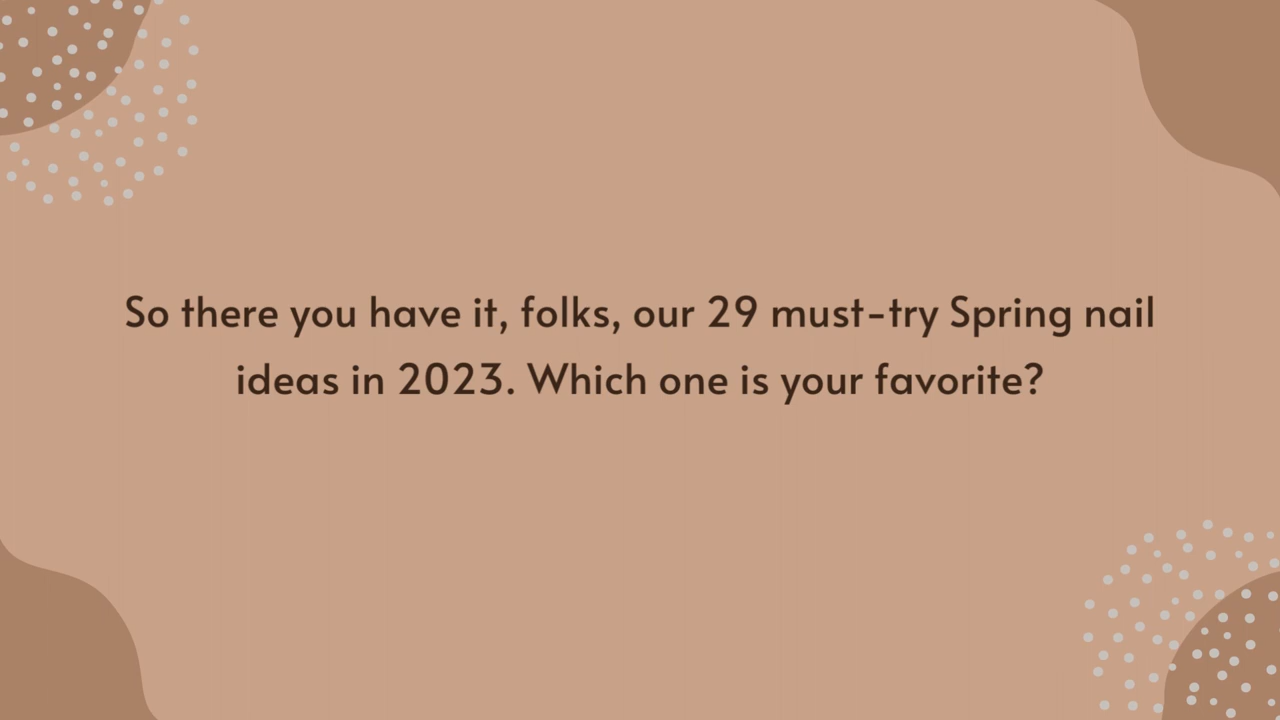 So there you have it, folks, our 29 must-try Spring nail
ideas in 2023. Which one is your favorite?